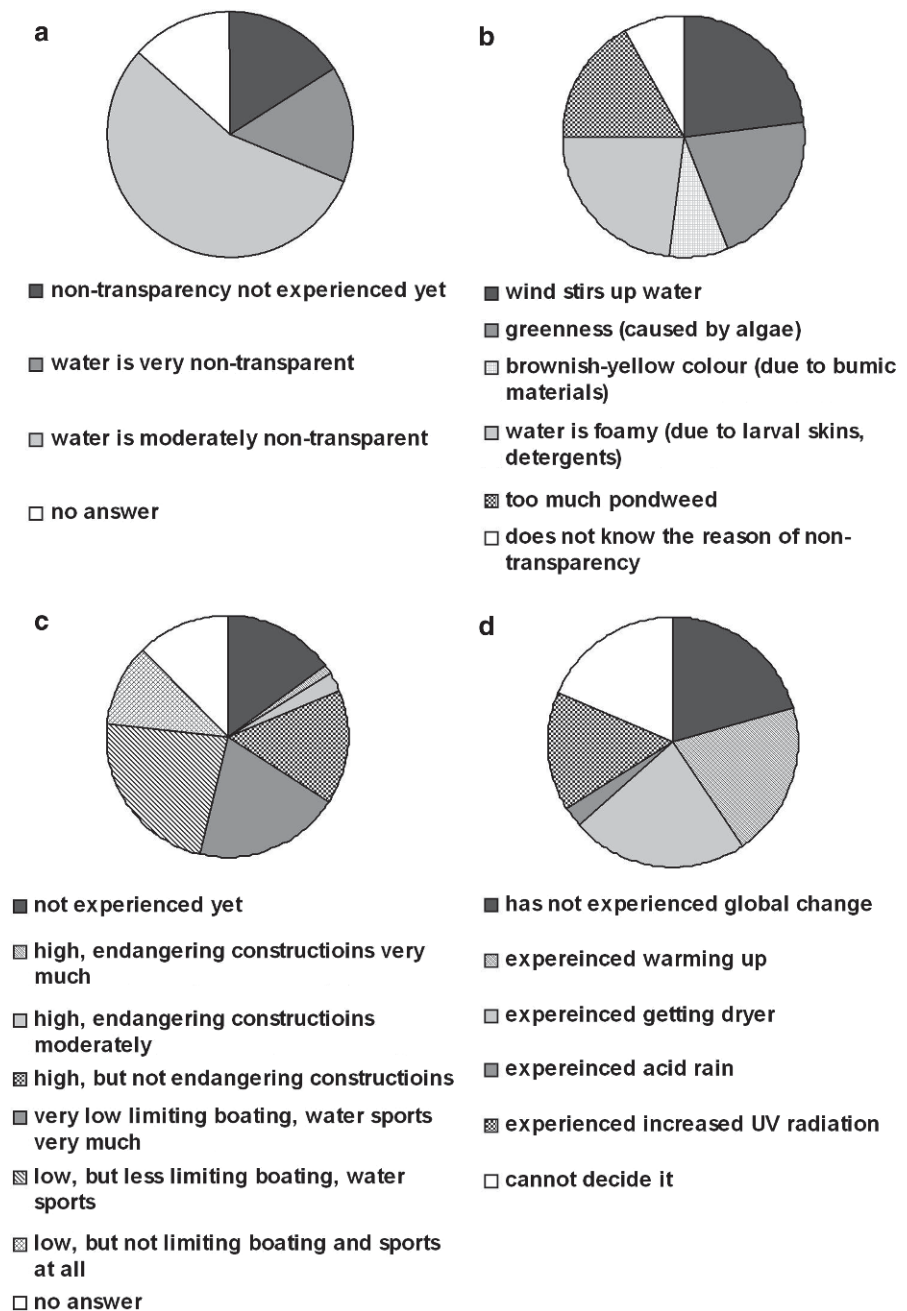 a
non-transparency not experienced yet
water is very non-transparent
water is moderately non-transparent
no answer
b
wind stirs up water
greenness (caused by algae)
brownish-yellow colour (due to bumic
materials)
water is foamy (due to larval skins,
detergents)
too much pondweed
does not know the reason of non-
transparency
c
not experienced yet
high, endangering constructioins very
much
high, endangering constructioins
moderately
high, but not endangering constructioins
very low limiting boating, water sports
very much
low, but less limiting boating, water
sports
low, but not limiting boating and sports
at all
no answer
d
has not experienced global change
expereinced warming up
expereinced getting dryer
expereinced acid rain
experienced increased UV radiation
cannot decide it